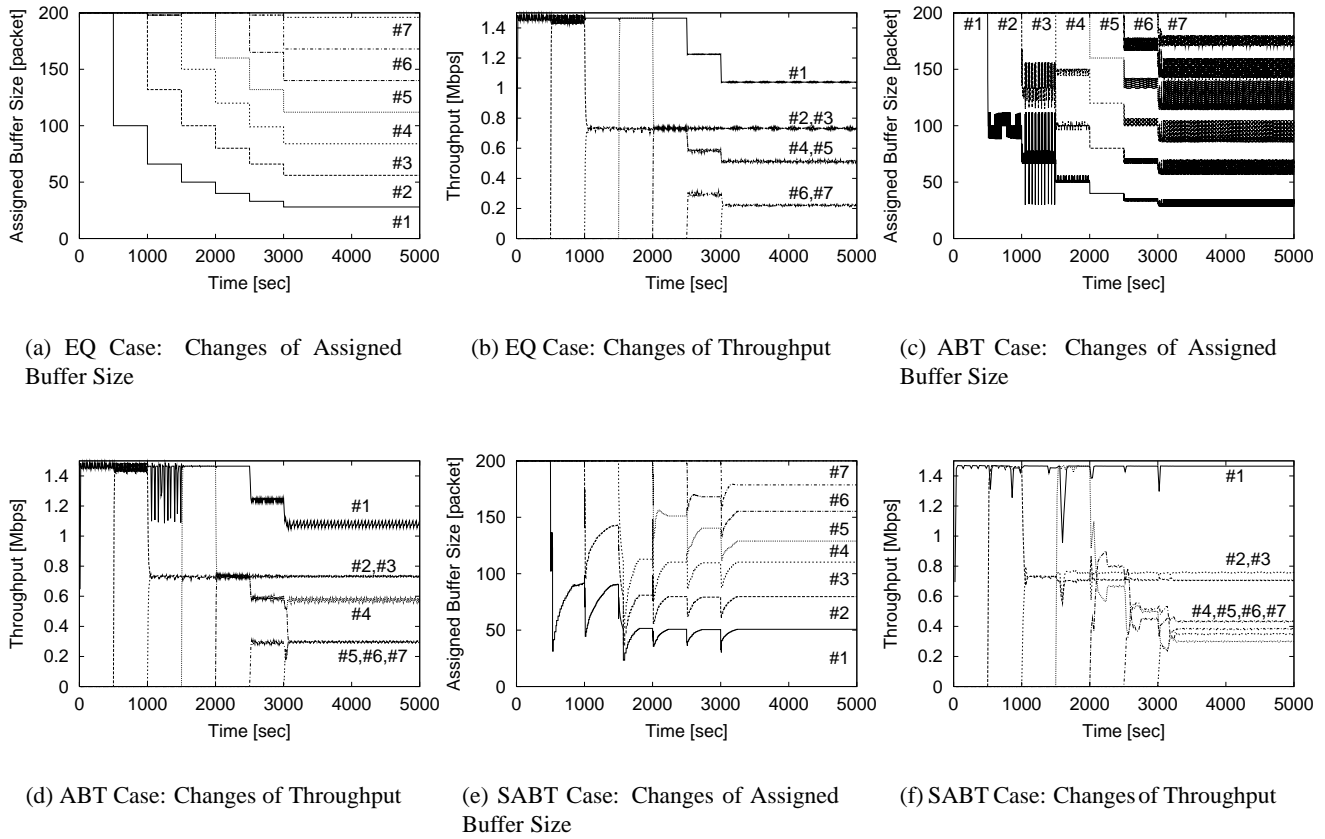 200
150
100
50
0
Assigned Buffer Size [packet]
0 1000 2000 3000 4000 5000
Time [sec]
#7
#6
#5
#4
#3
#2
#1
(a) EQ Case: Changes of Assigned
Buffer Size
1.4
1.2
1
0.8
0.6
0.4
0.2
0
Throughput [Mbps]
0 1000 2000 3000 4000 5000
Time [sec]
#1
#2,#3
#4,#5
#6,#7
(b) EQ Case: Changes of Throughput
200
150
100
50
0
Assigned Buffer Size [packet]
0 1000 2000 3000 4000 5000
Time [sec]
#1 #2 #3 #4 #5 #6 #7
(c) ABT Case: Changes of Assigned
Buffer Size
1.4
1.2
1
0.8
0.6
0.4
0.2
0
Throughput [Mbps]
0 1000 2000 3000 4000 5000
Time [sec]
#1
#2,#3
#4
#5,#6,#7
(d) ABT Case: Changes of Throughput
200
150
100
50
0
Assigned Buffer Size [packet]
0 1000 2000 3000 4000 5000
Time [sec]
#7
#6
#5
#4
#3
#2
#1
(e) SABT Case: Changes of Assigned
Buffer Size
1.4
1.2
1
0.8
0.6
0.4
0.2
0
Throughput [Mbps]
0 1000 2000 3000 4000 5000
Time [sec]
#1
#2,#3
#4,#5,#6,#7
(f) SABT Case: Changes of Throughput